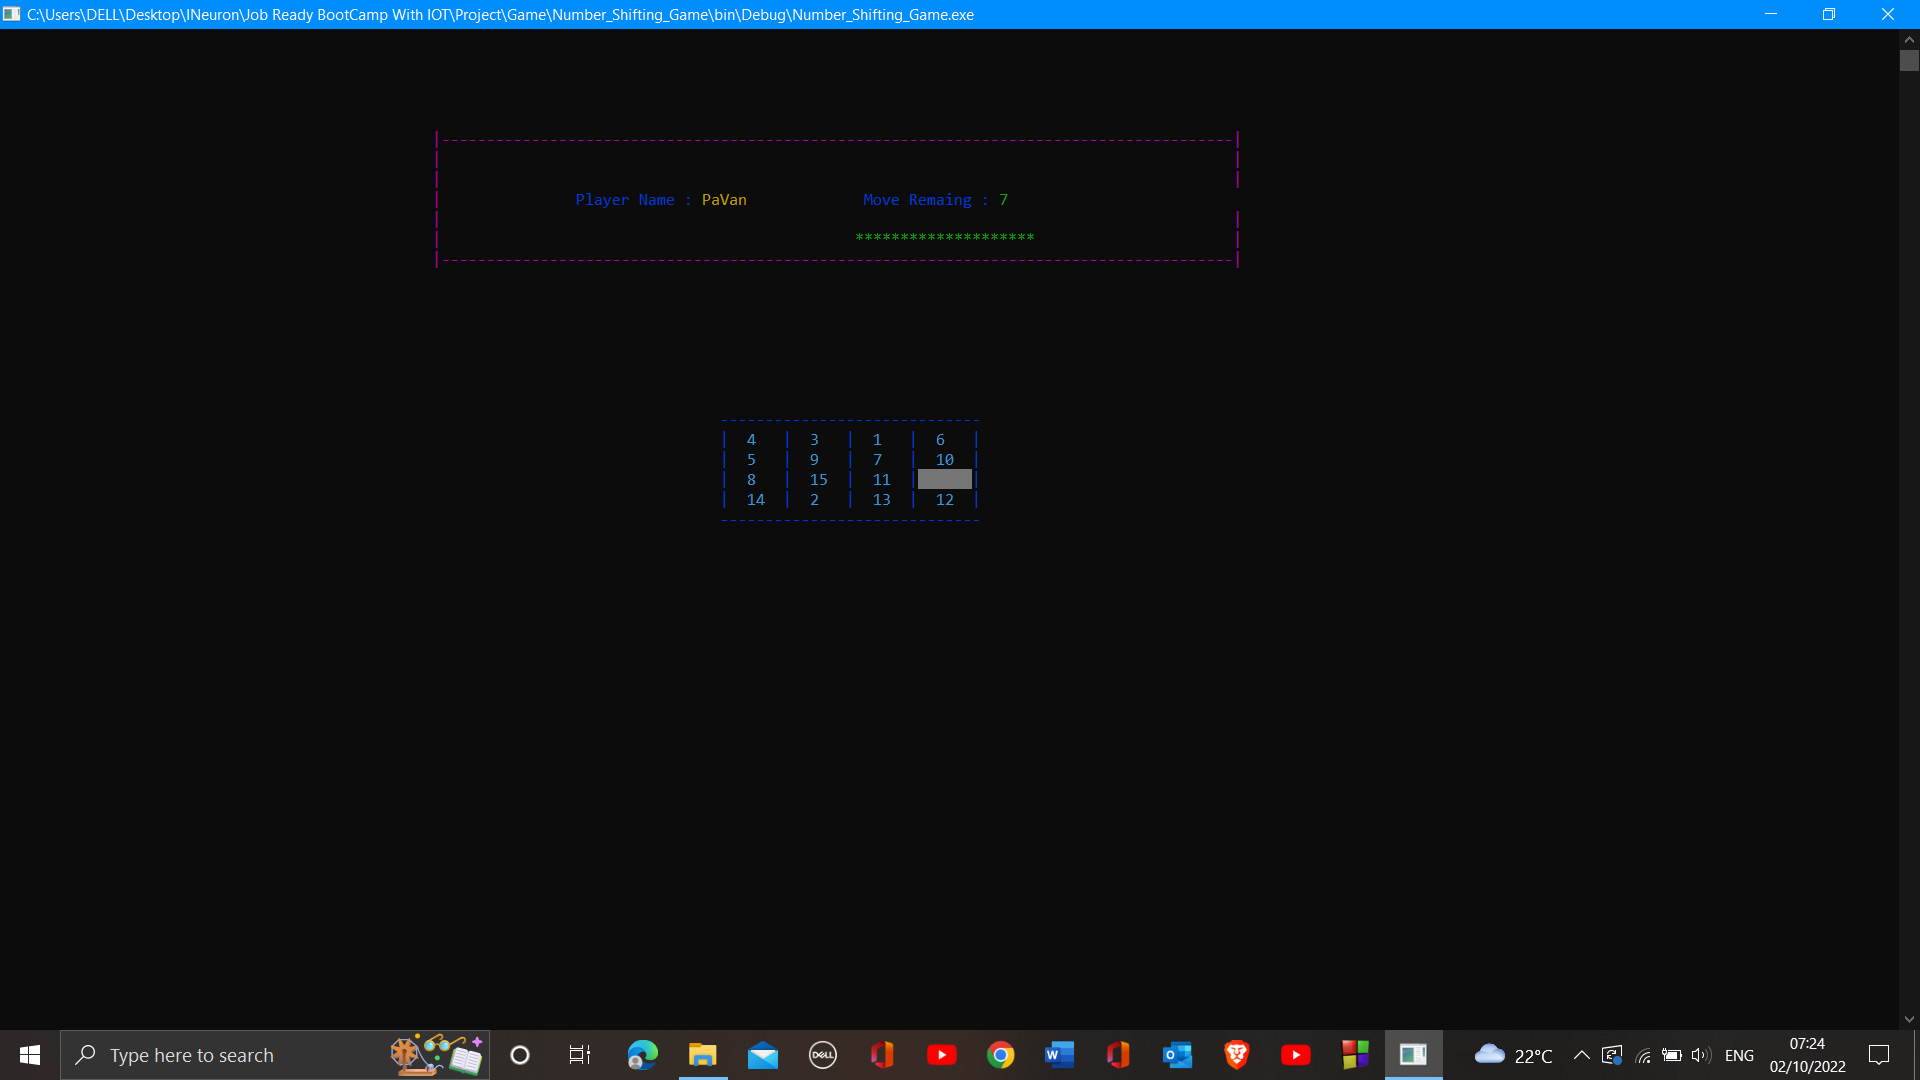 C:\Users\DELL\Desktop\INeuron\Job Ready BootCamp With IOT\Project\Game\Number_Shifting_Game\bin\Debug\Number_Shifting_Game.exe
|----------------------------------------------------------------------------------------|
Player Name : PaVan Move Remaing : 7
********************
|----------------------------------------------------------------------------------------|
-----------------------------
| 4 | 3 | 1 | 6 |
| 5 | 9 | 7 | 10 |
| 8 | 15 | 11 | |
| 14 | 2 | 13 | 12 |
-----------------------------
Type here to search
DELL
W
22°C
ENG
07:24
02/10/2022